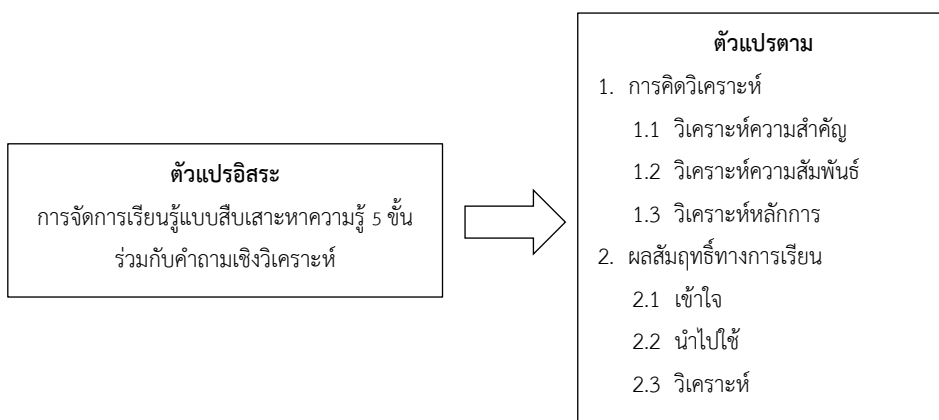 ตัวแปรอิสระ
การจัดการเรียนรู้แบบสืบเสาะหาความรู้ 5 ขั้น
ร่วมกับคำถามเชิงวิเคราะห์
ตัวแปรตาม
1. การคิดวิเคราะห์
1.1 วิเคราะห์ความสำคัญ
1.2 วิเคราะห์ความสัมพันธ์
1.3 วิเคราะห์หลักการ
2. ผลสัมฤทธิ์ทางการเรียน
2.1 เข้าใจ
2.2 นำไปใช้
2.3 วิเคราะห์